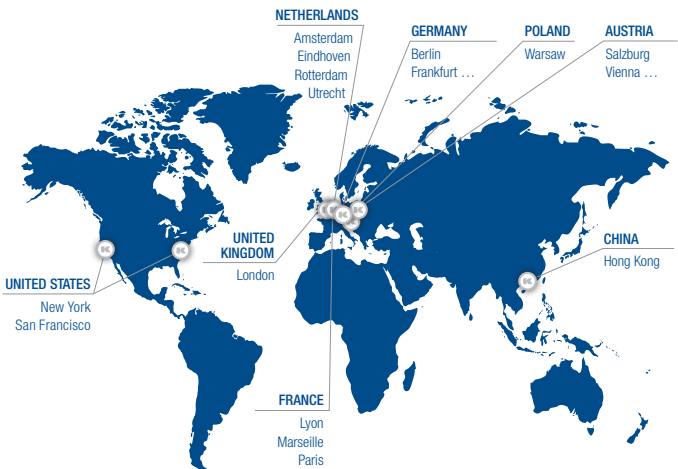 NETHERLANDS
Amsterdam
Eindhoven
Rotterdam
Utrecht
GERMANY
Berlin
Frankfurt …
POLAND
Warsaw
AUSTRIA
Salzburg
Vienna …
UNITED
KINGDOM
London
CHINA
Hong Kong
UNITED STATES
New York
San Francisco
FRANCE
Lyon
Marseille
Paris
K
K
K
K